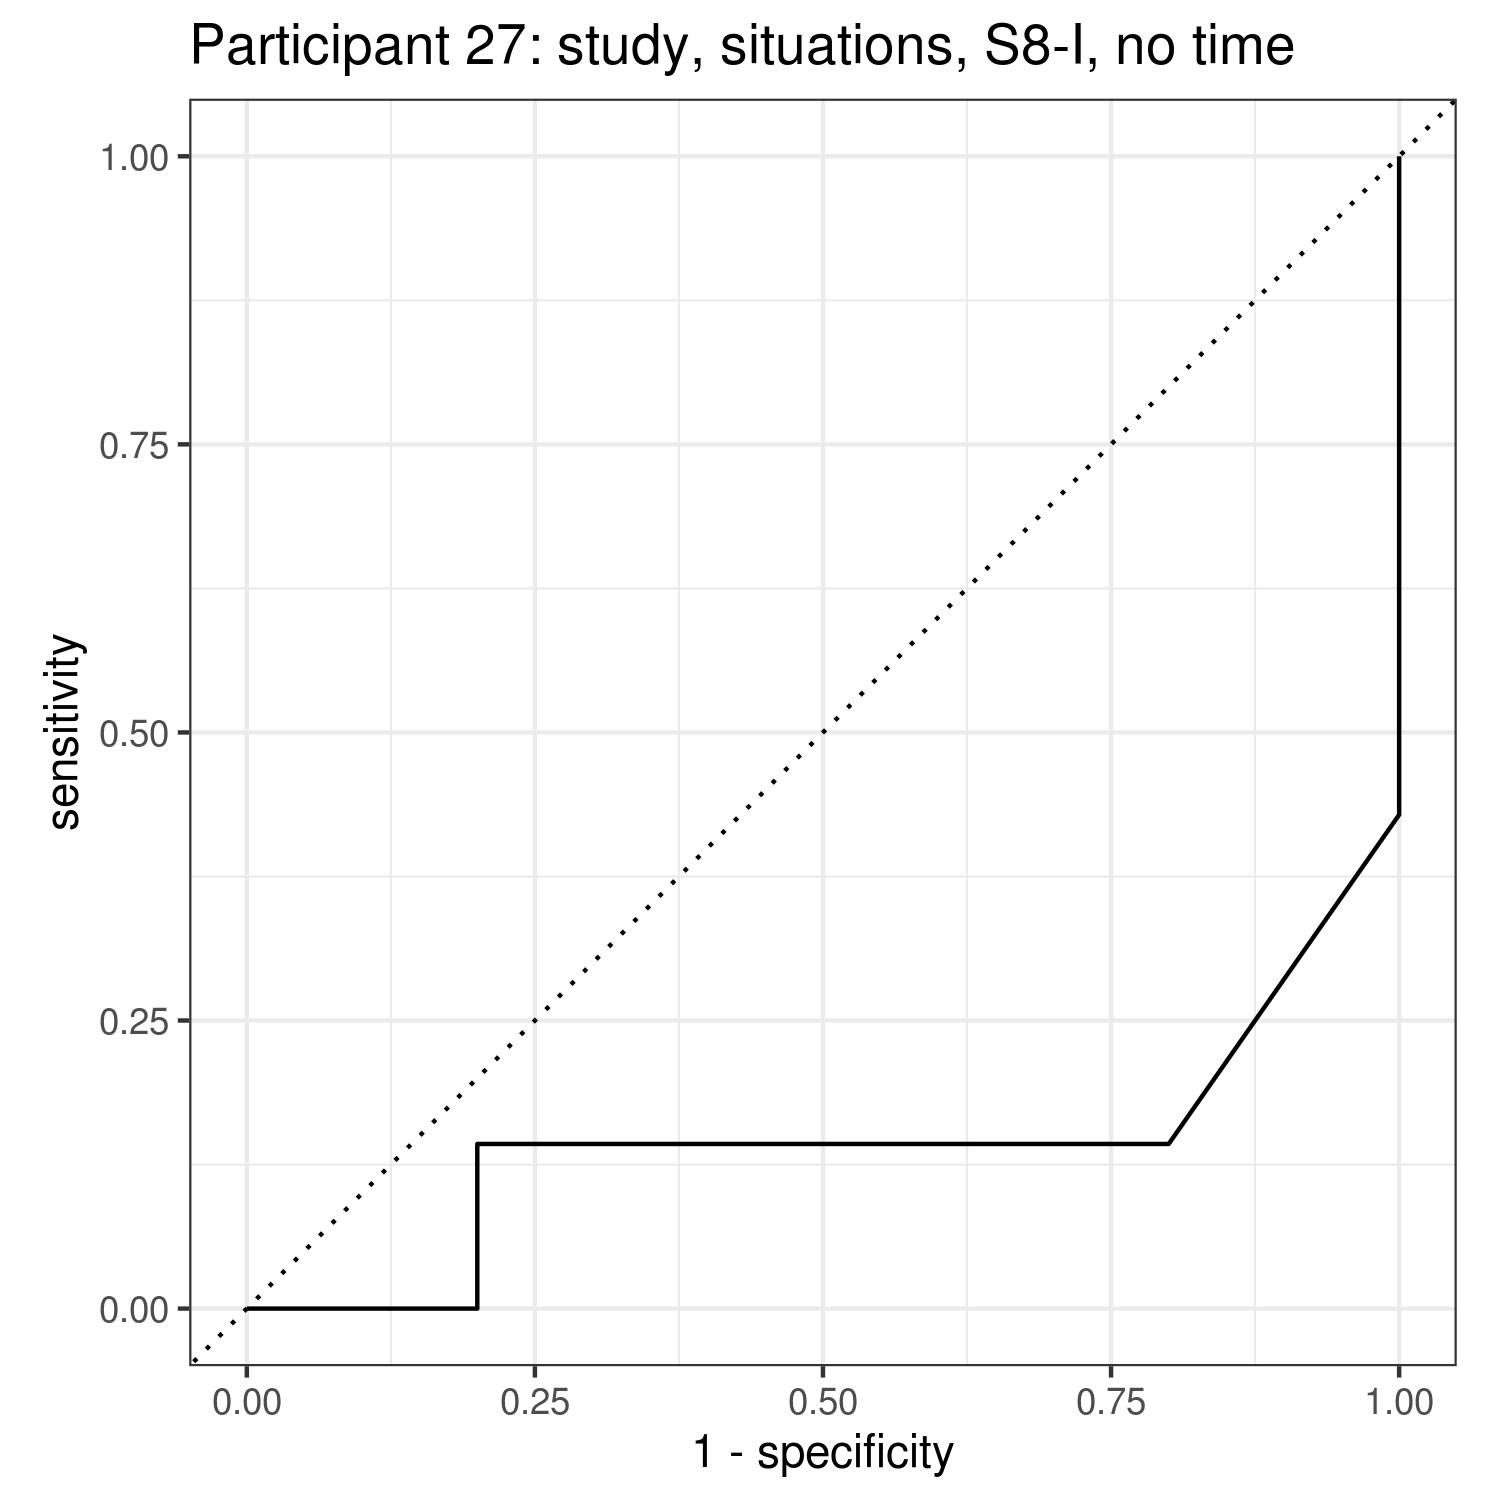 Participant 27: study, situations, S8-I, no time
1.00
0.75
0.50
0.25
0.00
sensitivity
0.00 0.25 0.50 0.75 1.00
1 - specificity